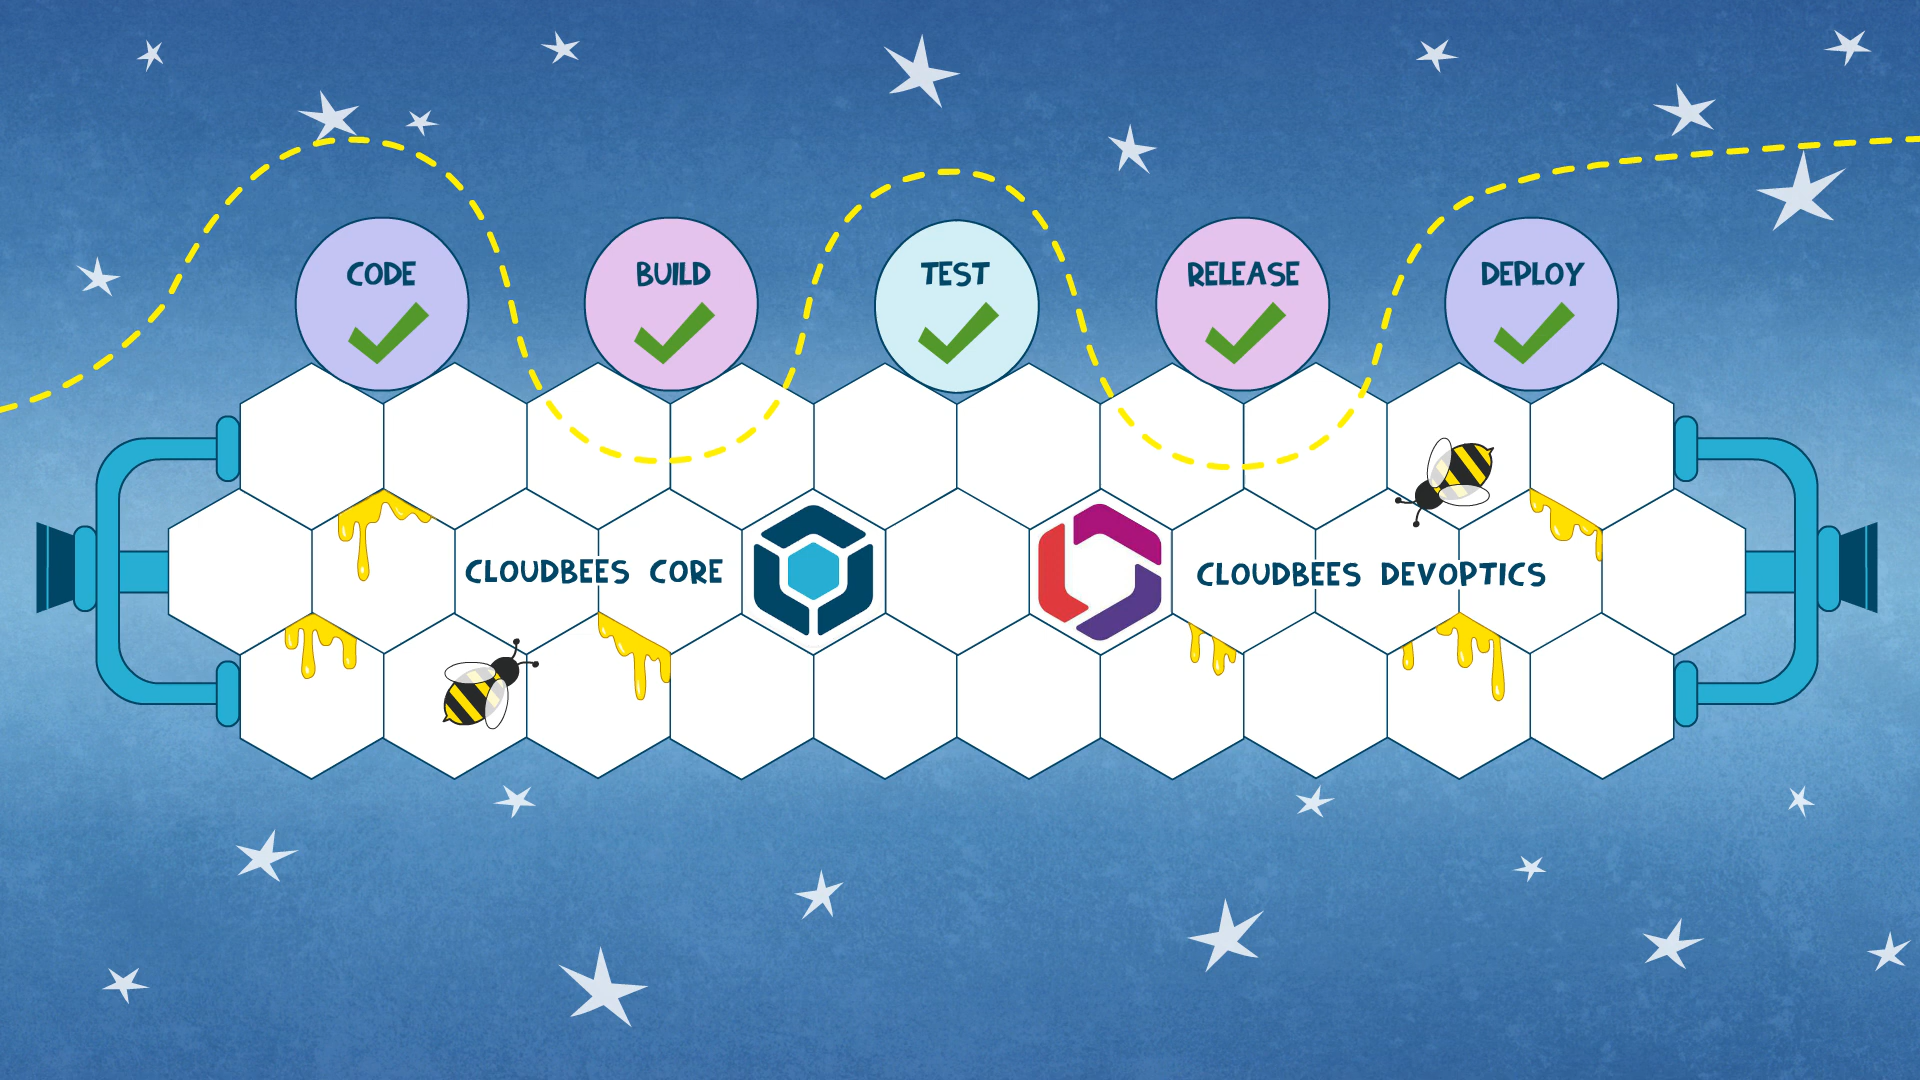 CODE
BUILD
TEST
RELEASE
DEPLOY
CLOUDBEES CORE
CLOUDBEES DEVOPTICS